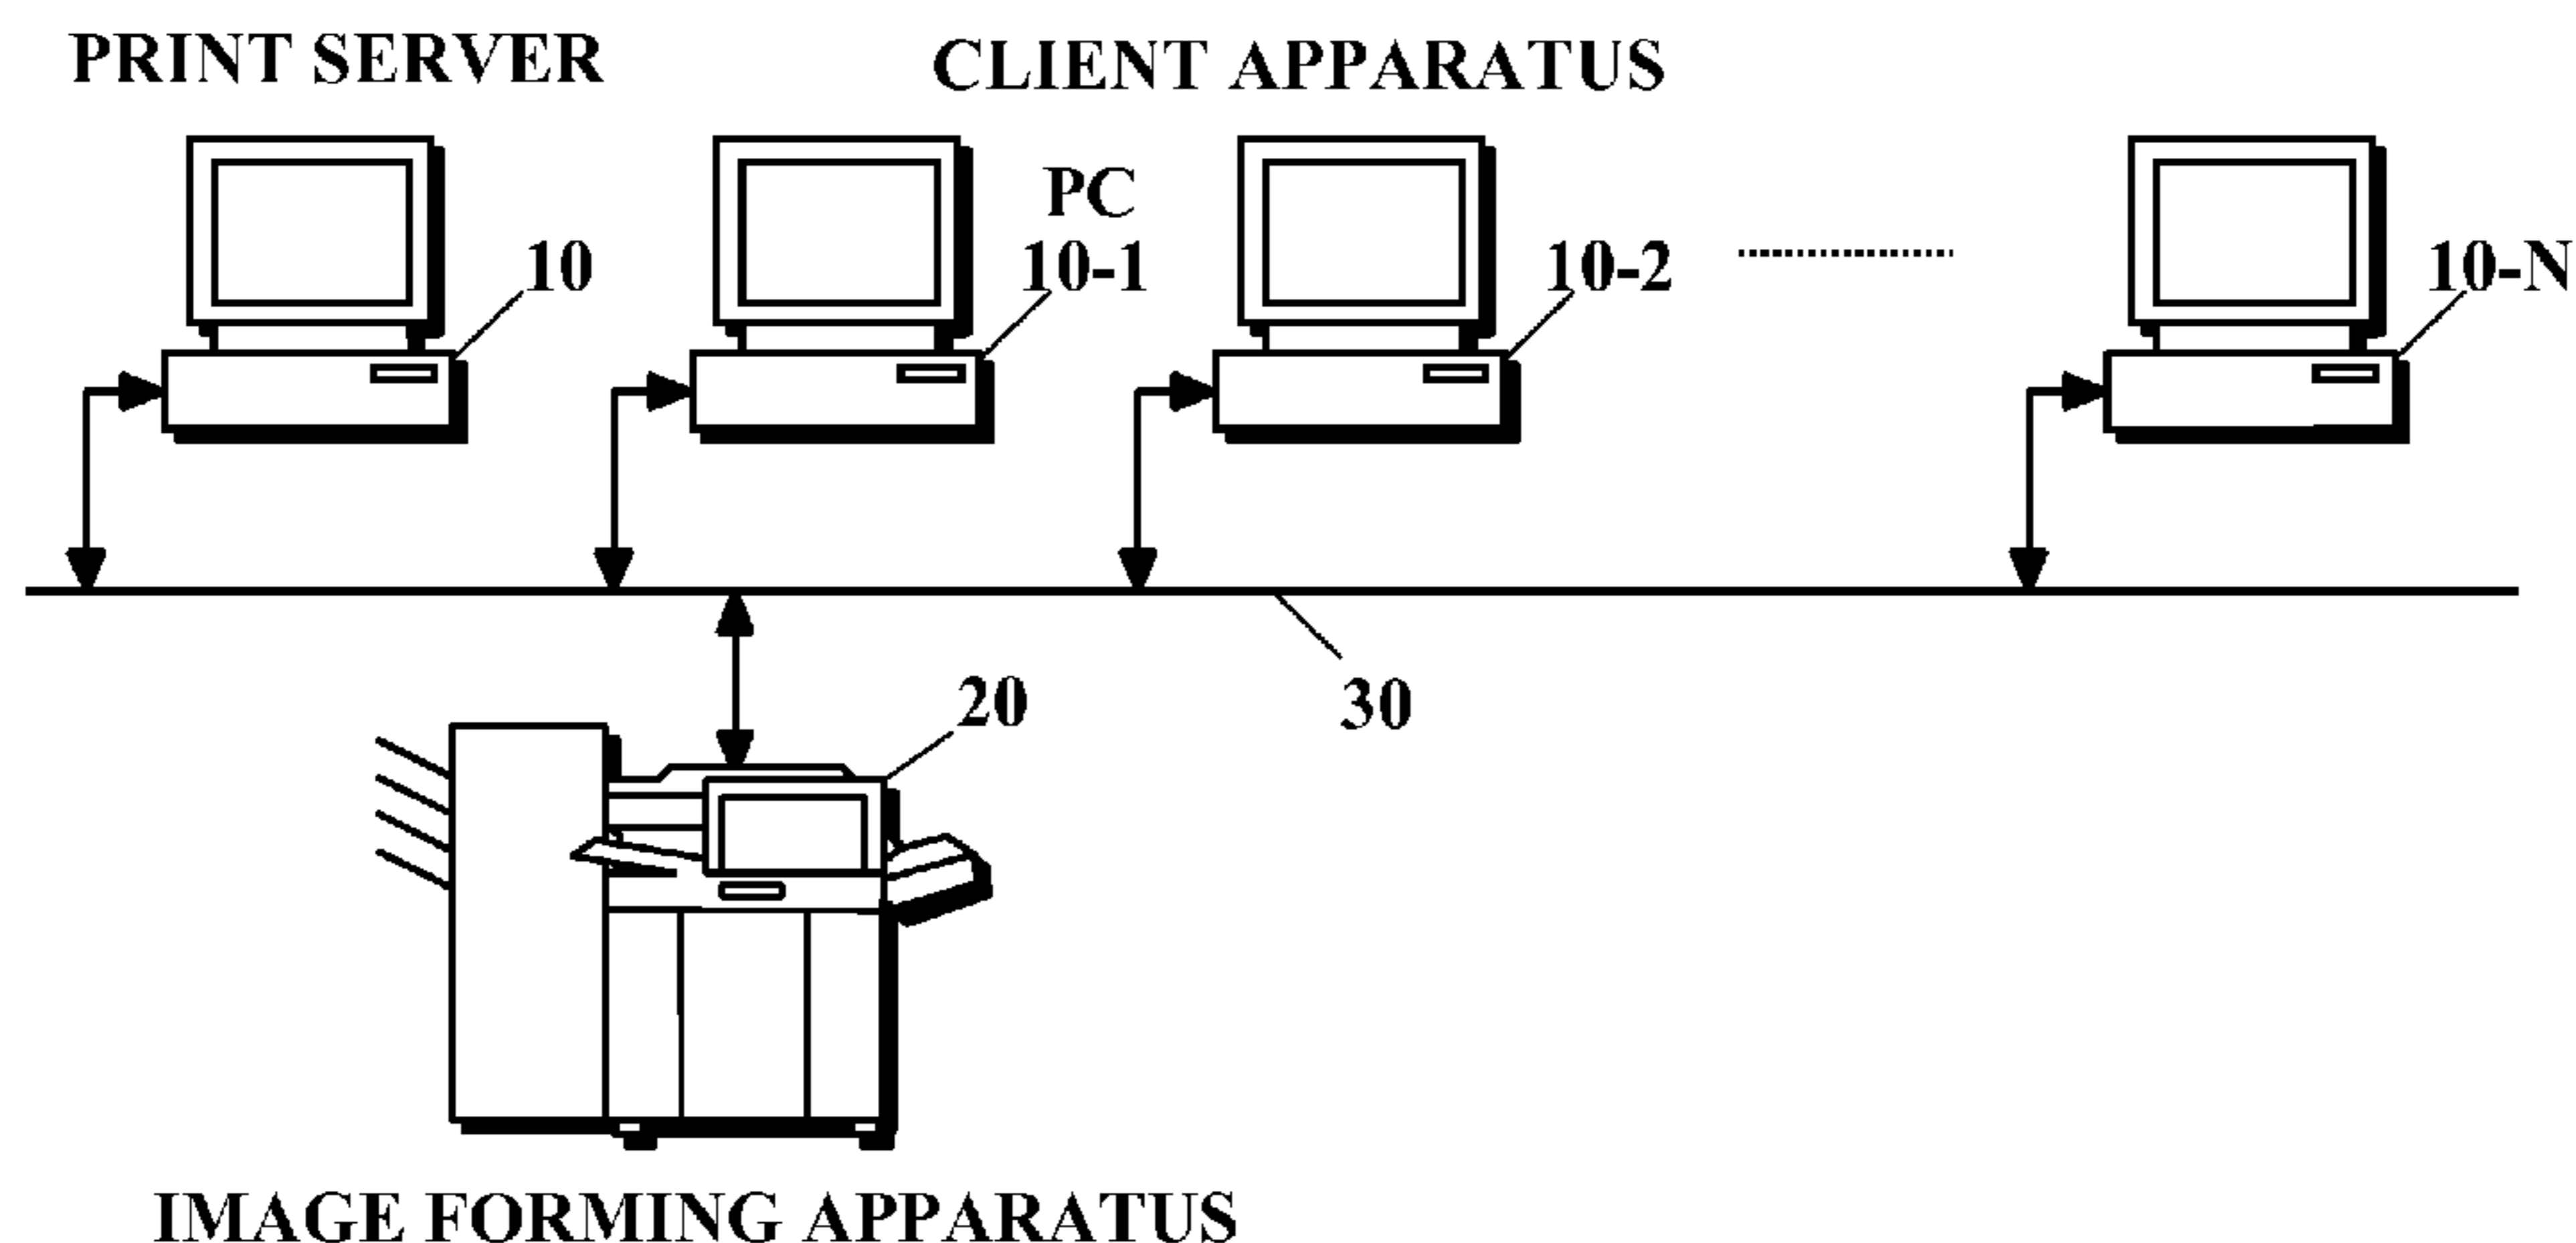 PRINT SERVER
CLIENT APPARATUS
PC
10
10-1
10-2
10-N
20
30
IMAGE FORMING APPARATUS